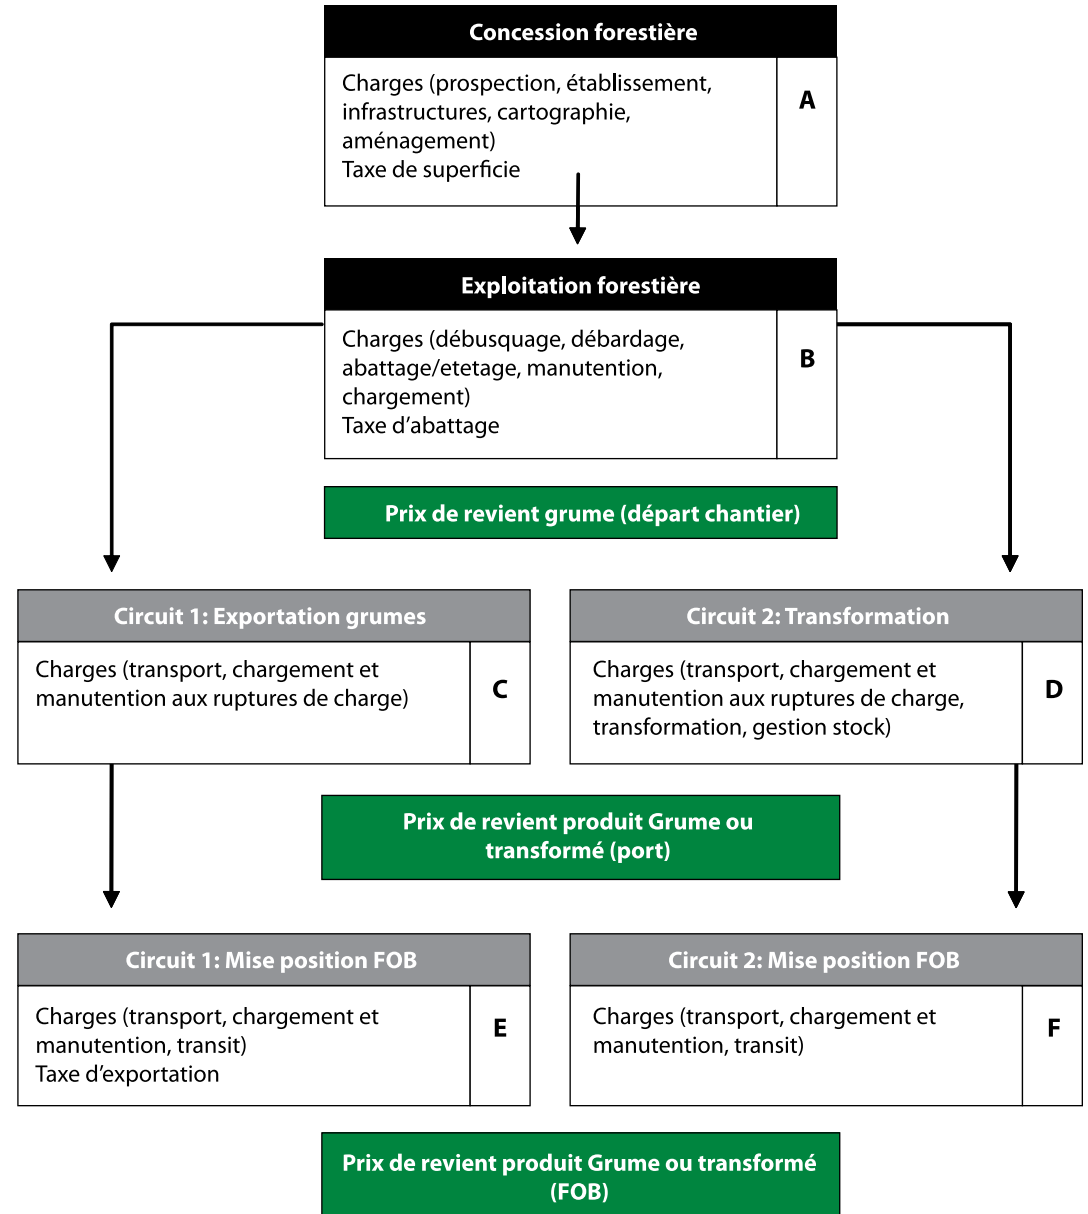 Concession forestière
Charges (prospection, établissement,
infrastructures, cartographie,
aménagement)
Taxe de superficie
A
Exploitation forestière
Charges (débusquage, débardage,
abattage/etetage, manutention,
chargement)
Taxe d'abattage
B
Prix de revient grume (départ chantier)
Circuit 1: Exportation grumes
Charges (transport, chargement et
manutention aux ruptures de charge)
C
Circuit 2: Transformation
Charges (transport, chargement et
manutention aux ruptures de charge,
transformation, gestion stock)
D
Prix de revient produit Grume ou
transformé (port)
Circuit 1: Mise position FOB
Charges (transport, chargement et
manutention, transit)
Taxe d'exportation
E
Circuit 2: Mise position FOB
Charges (transport, chargement et
manutention, transit)
F
Prix de revient produit Grume ou transformé
(FOB)